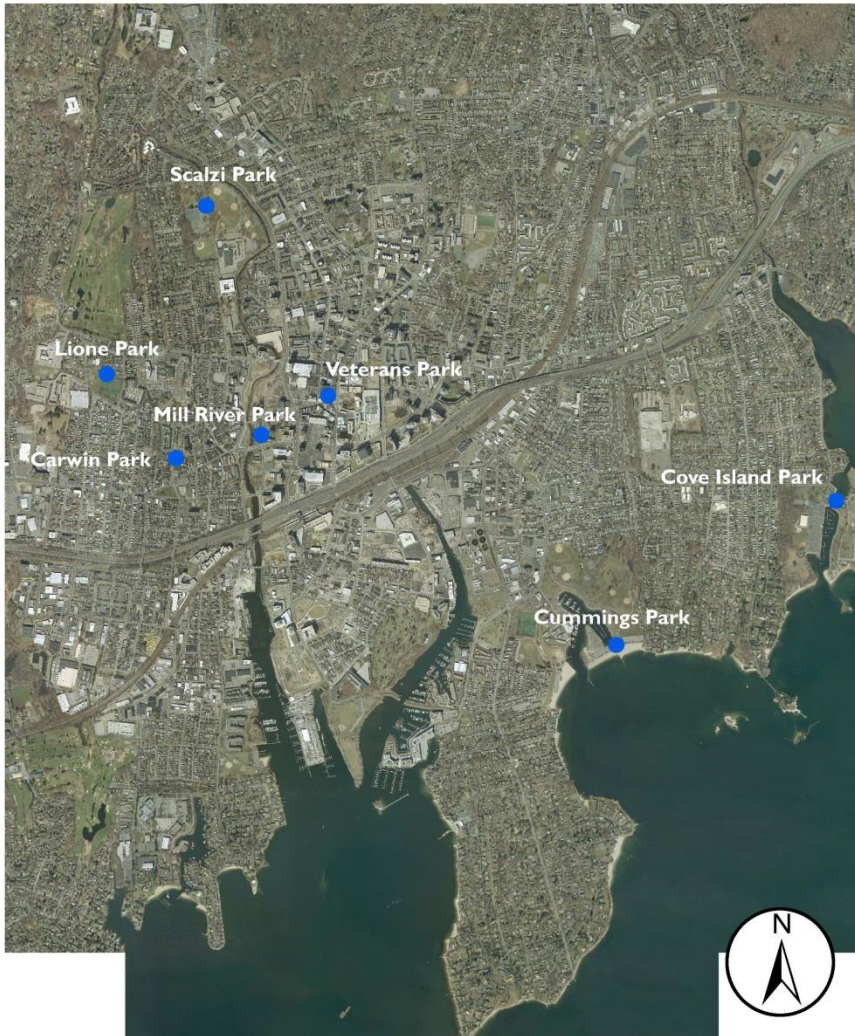 Scalzi Park
Lione Park
Veterans Park
Mill River Park
Carwin Park
Cove Island Park
Cummings Park
N